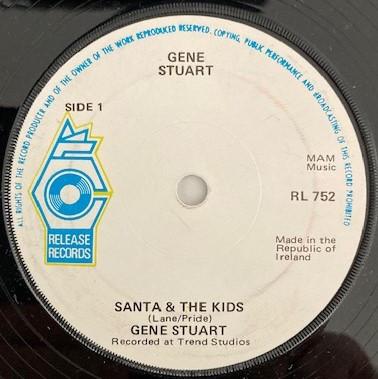 ALL RIGHTS OF THE RECORD PRODUCER AND OF THE OWNER OF THE WORK REPRODUCED RESERVED. COPYING, PUBLIC PERFORMANCE AND BROADCASTING OF THIS RECORD PROHIBITED
GENE
STUART
SIDE 1
MAM
Music
RL 752
RELEASE
RECORDS
Made in the
Republic of
Ireland
SANTA & THE KIDS
(Lane/Pride)
GENE STUART
Recorded at Trend Studios